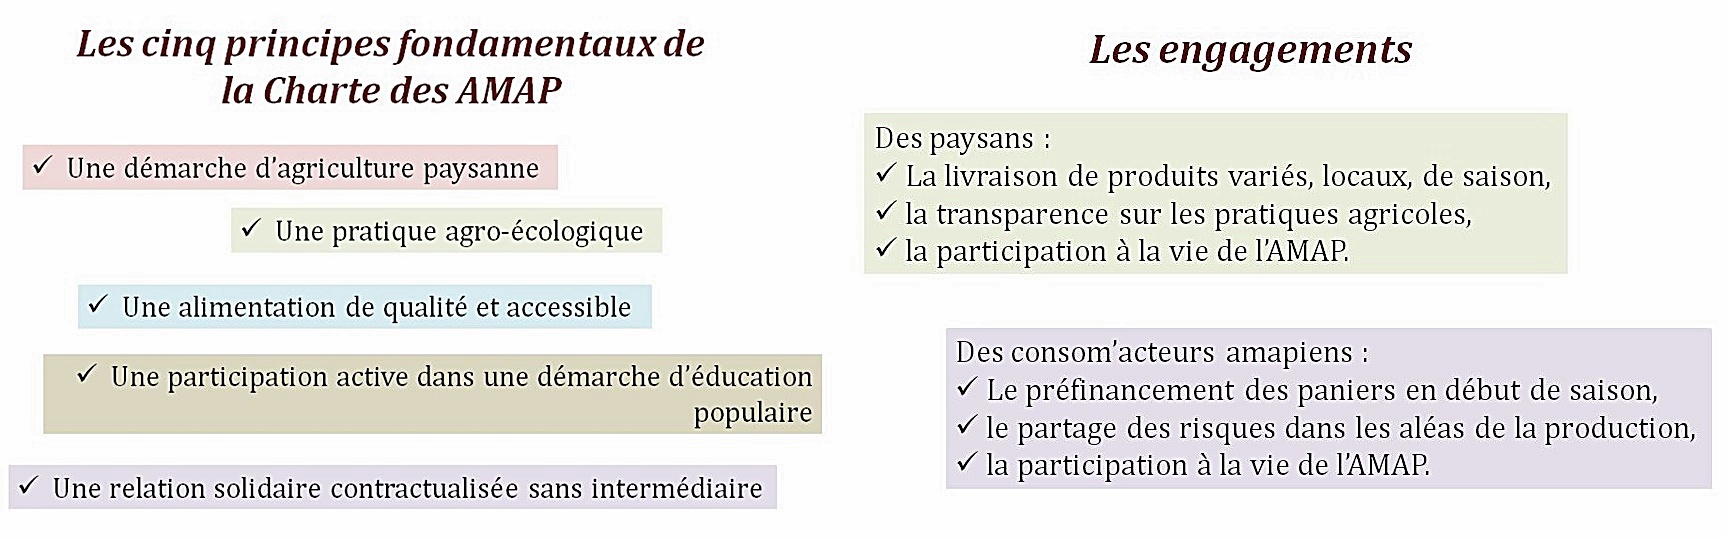 Les cinq principes fondamentaux de
la Charte des AMAP
✓ Une démarche d'agriculture paysanne
✓ Une pratique agro-écologique
✓ Une alimentation de qualité et accessible
✓ Une participation active dans une démarche d'éducation
populaire
✓ Une relation solidaire contractualisée sans intermédiaire
Les engagements
Des paysans :
✓ La livraison de produits variés, locaux, de saison,
✓ la transparence sur les pratiques agricoles,
✓ la participation à la vie de l'AMAP.
Des consom'acteurs amapiens :
✓ Le préfinancement des paniers en début de saison,
✓ le partage des risques dans les aléas de la production,
✓ la participation à la vie de l'AMAP.